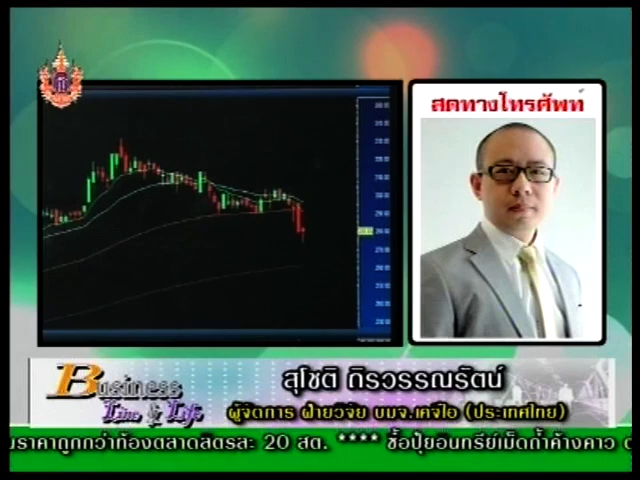 สดทางโทรศัพท์
Business
Line & Life
สุโชติ ถิรวรรณรัตน์
ผู้จัดการ ฝ่ายวิจัย บมจ.เคจีไอ (ประเทศไทย)
นราคาถูกกว่าท้องตลาดลิตรละ 20 สต. **** ซื้อปุ๋ยอินทรีย์เม็ดถ้ำค้างคาว